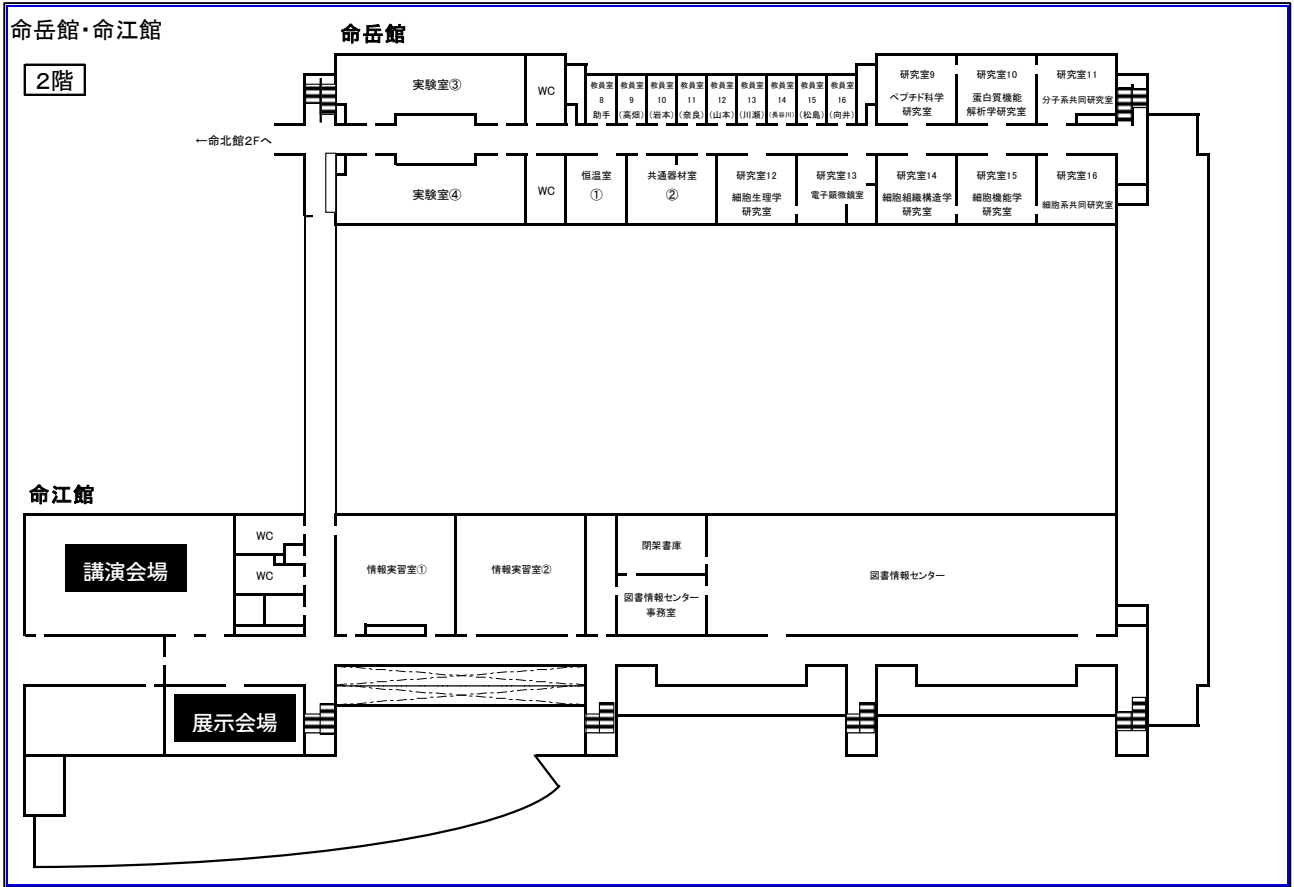 命岳館・命江館
命岳館
2階
実験室③
WC
教員室
8
助手
教員室
9
(高畑)
教員室
10
(岩本)
教員室
11
(奈良)
教員室
12
(山本)
教員室
13
(川瀬)
教員室
14
(長谷川)
教員室
15
(松島)
教員室
16
(向井)
研究室9
ペプチド科学
研究室
研究室10
蛋白質機能
解析学研究室
研究室11
分子系共同研究室
←命北館2Fへ
実験室④
WC
恒温室
①
共通器材室
②
研究室12
細胞生理学
研究室
研究室13
電子顕微鏡室
研究室14
細胞組織構造学
研究室
研究室15
細胞機能学
研究室
研究室16
細胞系共同研究室
命江館
講演会場
WC
WC
情報実習室①
情報実習室②
閉架書庫
図書情報センター
事務室
図書情報センター
展示会場